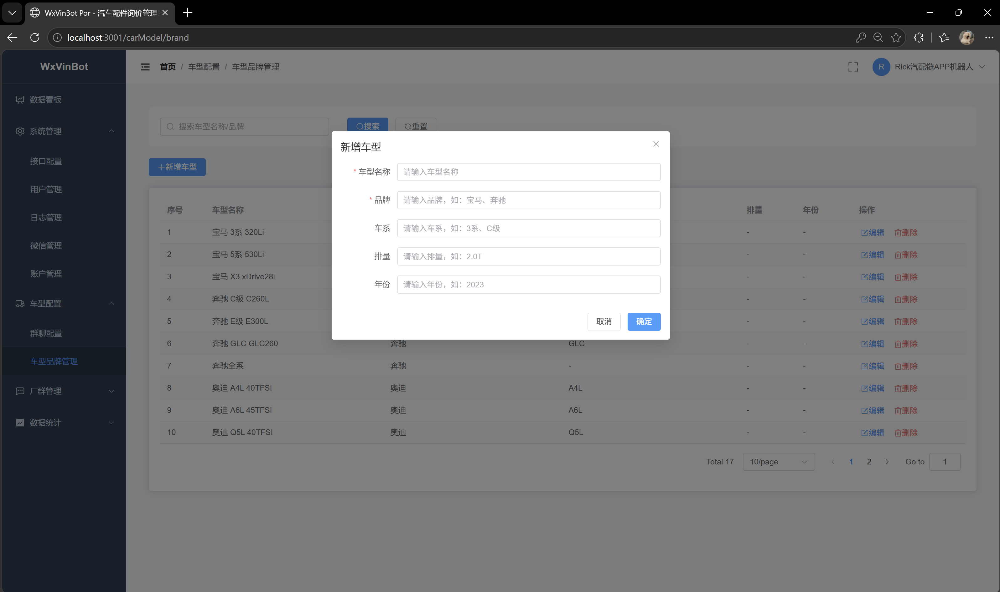 WxVinBot Por - 汽车配件询价管理
localhost:3001/carModel/brand
WxVinBot
首页 / 车型配置 / 车型品牌管理
R Rick汽配链APP机器人
数据看板
系统管理
接口配置
用户管理
日志管理
微信管理
账户管理
车型配置
群聊配置
车型品牌管理
厂群管理
数据统计
搜索车型名称/品牌 搜索 重置
新增车型
新增车型
* 车型名称 请输入车型名称
* 品牌 请输入品牌，如：宝马、奔驰
车系 请输入车系，如：3系、C级
排量 请输入排量，如：2.0T
年份 请输入年份，如：2023
取消 确定
序号 车型名称 排量 年份 操作
1 宝马 3系 320Li - - 编辑 删除
2 宝马 5系 530Li - - 编辑 删除
3 宝马 X3 xDrive28i - - 编辑 删除
4 奔驰 C级 C260L - - 编辑 删除
5 奔驰 E级 E300L - - 编辑 删除
6 奔驰 GLC GLC260 奔驰 GLC - - 编辑 删除
7 奔驰全系 奔驰 - - - 编辑 删除
8 奥迪 A4L 40TFSI 奥迪 A4L - - 编辑 删除
9 奥迪 A6L 45TFSI 奥迪 A6L - - 编辑 删除
10 奥迪 Q5L 40TFSI 奥迪 Q5L - - 编辑 删除
Total 17 10/page 1 2 Go to 1